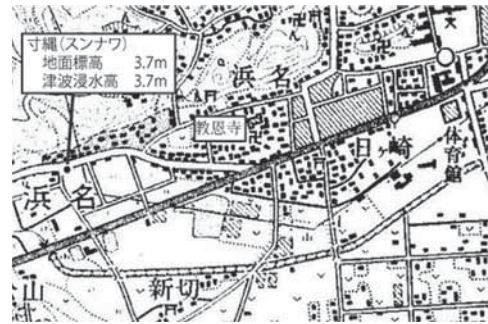 寸縄(スンナワ)
地面標高 3.7m
津波浸水高 3.7m
浜名
教恩寺
日ヶ崎
体育館
浜名
山
新切